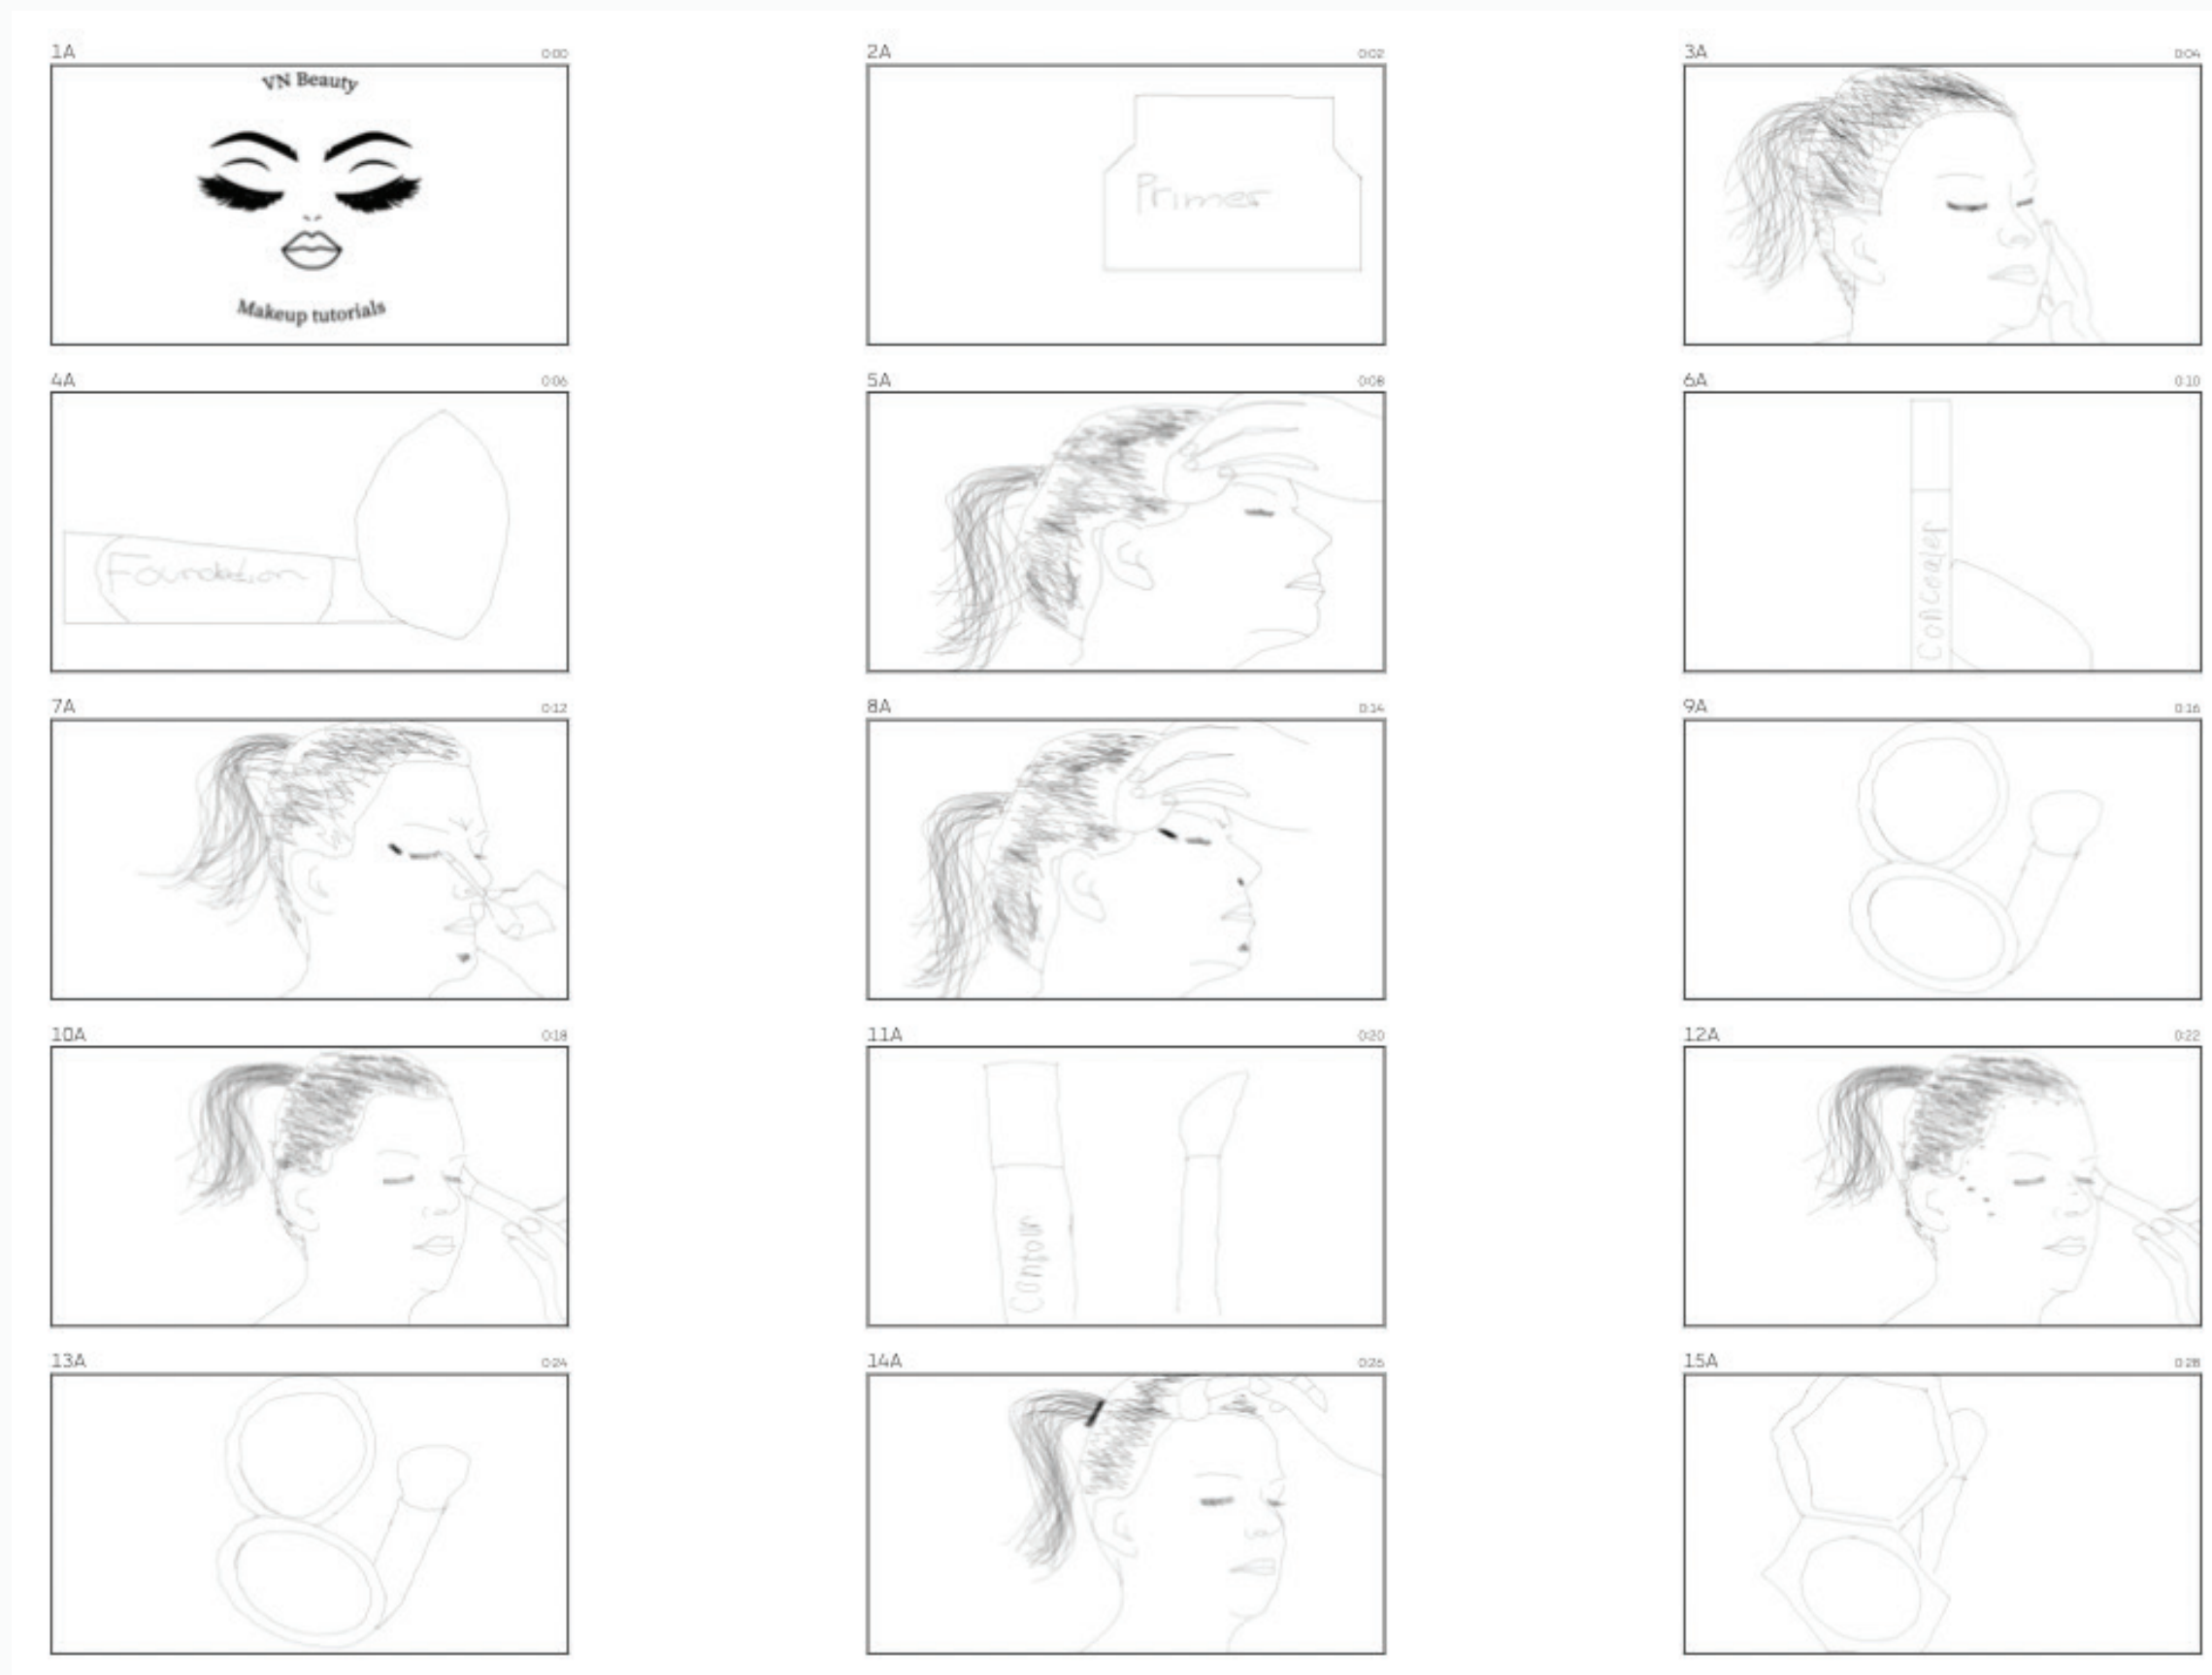 1A 0:00
VN Beauty
Makeup tutorials
2A 0:02
Primer
3A 0:04
4A 0:06
Foundation
5A 0:08
6A 0:10
Concealer
7A 0:12
8A 0:14
9A 0:16
10A 0:18
11A 0:20
Contour
12A 0:22
13A 0:24
14A 0:26
15A 0:28